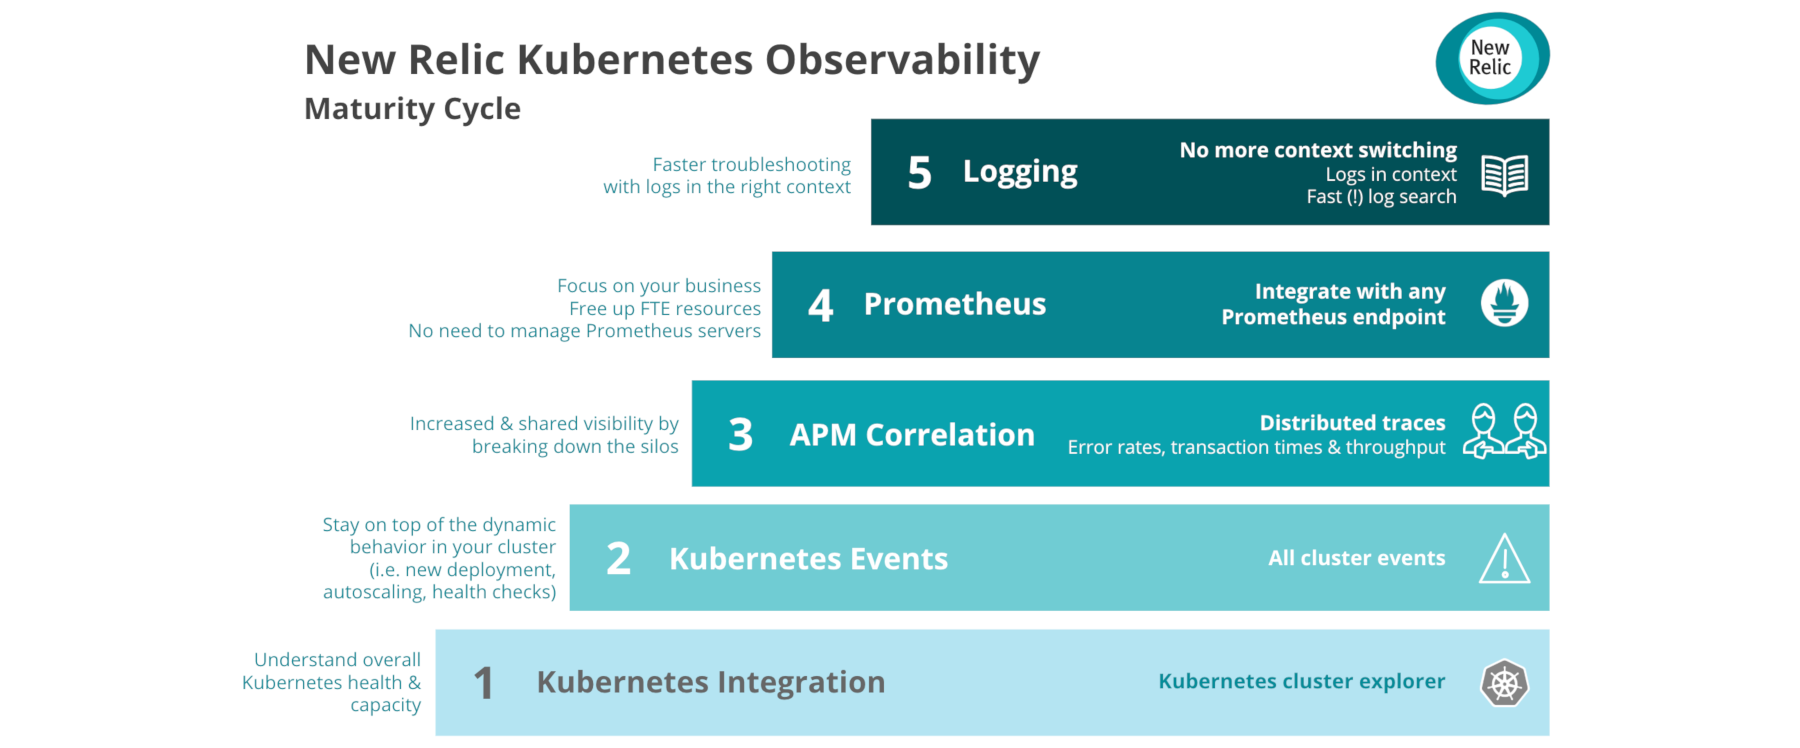 New Relic Kubernetes Observability
Maturity Cycle
New
Relic
Faster troubleshooting
with logs in the right context
5 Logging
No more context switching
Logs in context
Fast (!) log search
Focus on your business
Free up FTE resources
No need to manage Prometheus servers
4 Prometheus
Integrate with any
Prometheus endpoint
Increased & shared visibility by
breaking down the silos
3 APM Correlation
Distributed traces
Error rates, transaction times & throughput
Stay on top of the dynamic
behavior in your cluster
(i.e. new deployment,
autoscaling, health checks)
2 Kubernetes Events
All cluster events
Understand overall
Kubernetes health &
capacity
1 Kubernetes Integration
Kubernetes cluster explorer